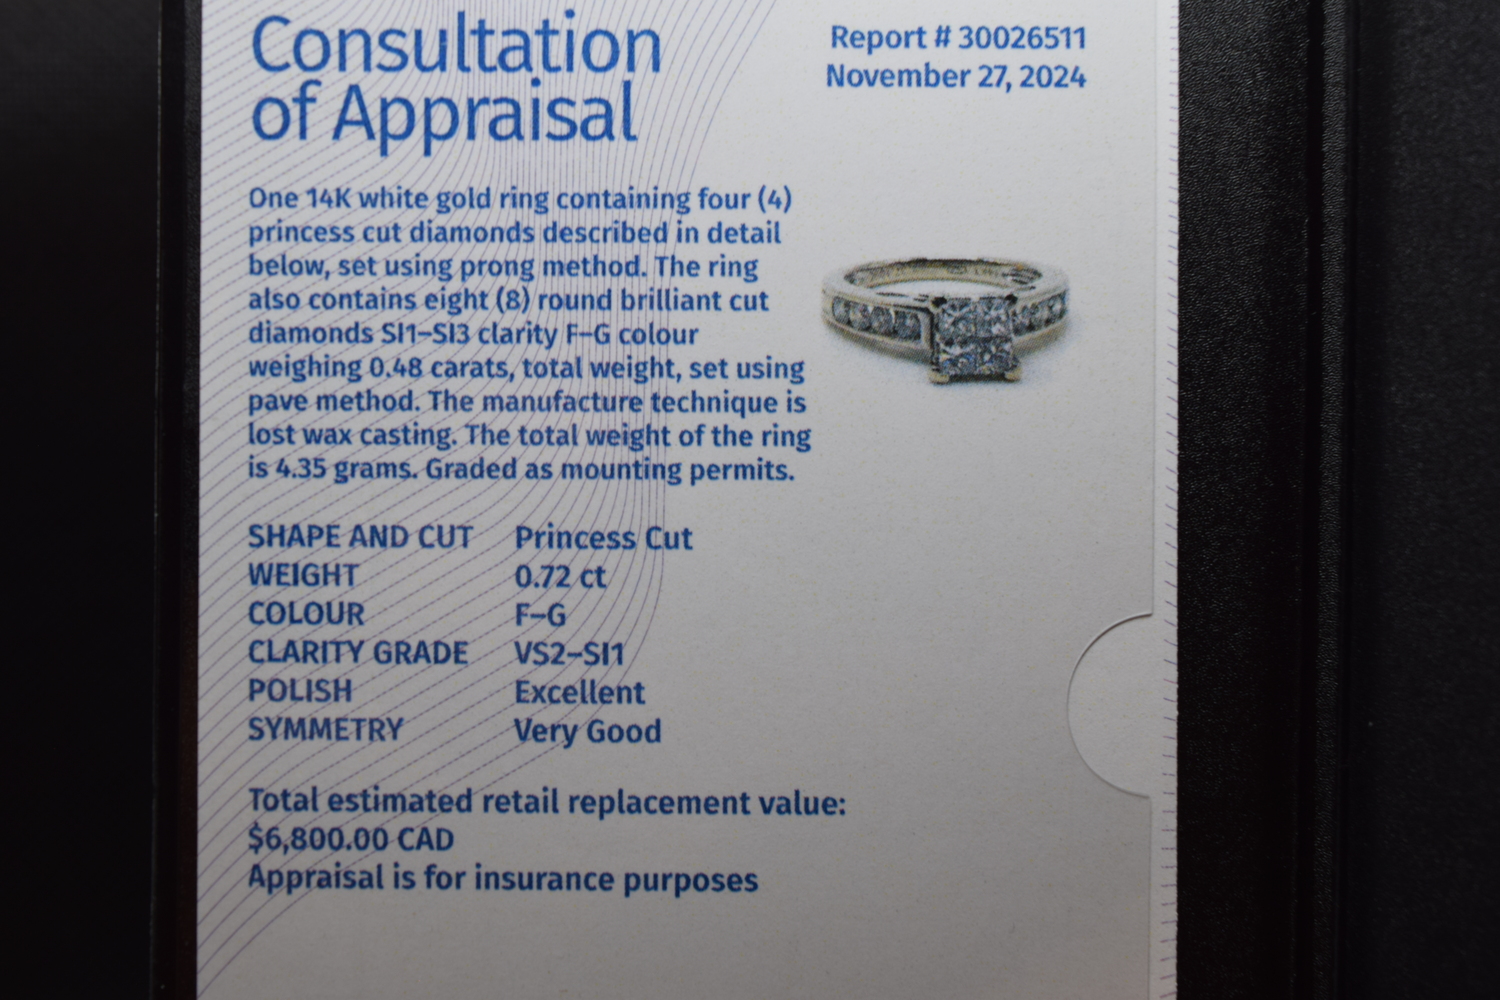 Consultation
of Appraisal
Report # 30026511
November 27, 2024
One 14K white gold ring containing four (4)
princess cut diamonds described in detail
below, set using prong method. The ring
also contains eight (8) round brilliant cut
diamonds SI1–SI3 clarity F–G colour
weighing 0.48 carats, total weight, set using
pave method. The manufacture technique is
lost wax casting. The total weight of the ring
is 4.35 grams. Graded as mounting permits.
SHAPE AND CUT Princess Cut
WEIGHT 0.72 ct
COLOUR F–G
CLARITY GRADE VS2–SI1
POLISH Excellent
SYMMETRY Very Good
Total estimated retail replacement value:
$6,800.00 CAD
Appraisal is for insurance purposes